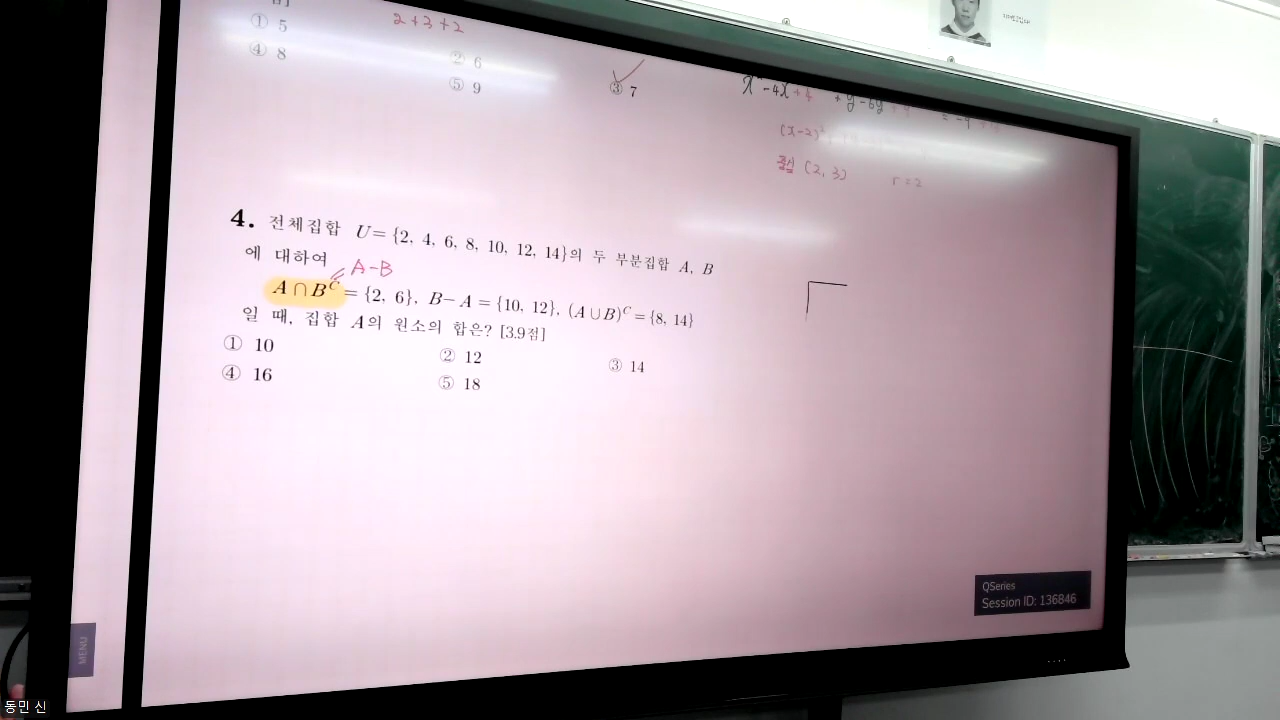 ① 5
2+3+2
④ 8
② 6
⑤ 9
③ 7
(x-2)²
중심 (2, 3) r=2
4. 전체집합 U={2, 4, 6, 8, 10, 12, 14}의 두 부분집합 A, B
에 대하여
A-B
A∩B^C={2, 6}, B-A={10, 12}, (A∪B)^C={8, 14}
일 때, 집합 A의 원소의 합은? [3.9점]
① 10
② 12
③ 14
④ 16
⑤ 18
QSeries
Session ID: 136846
MENU
동민 신